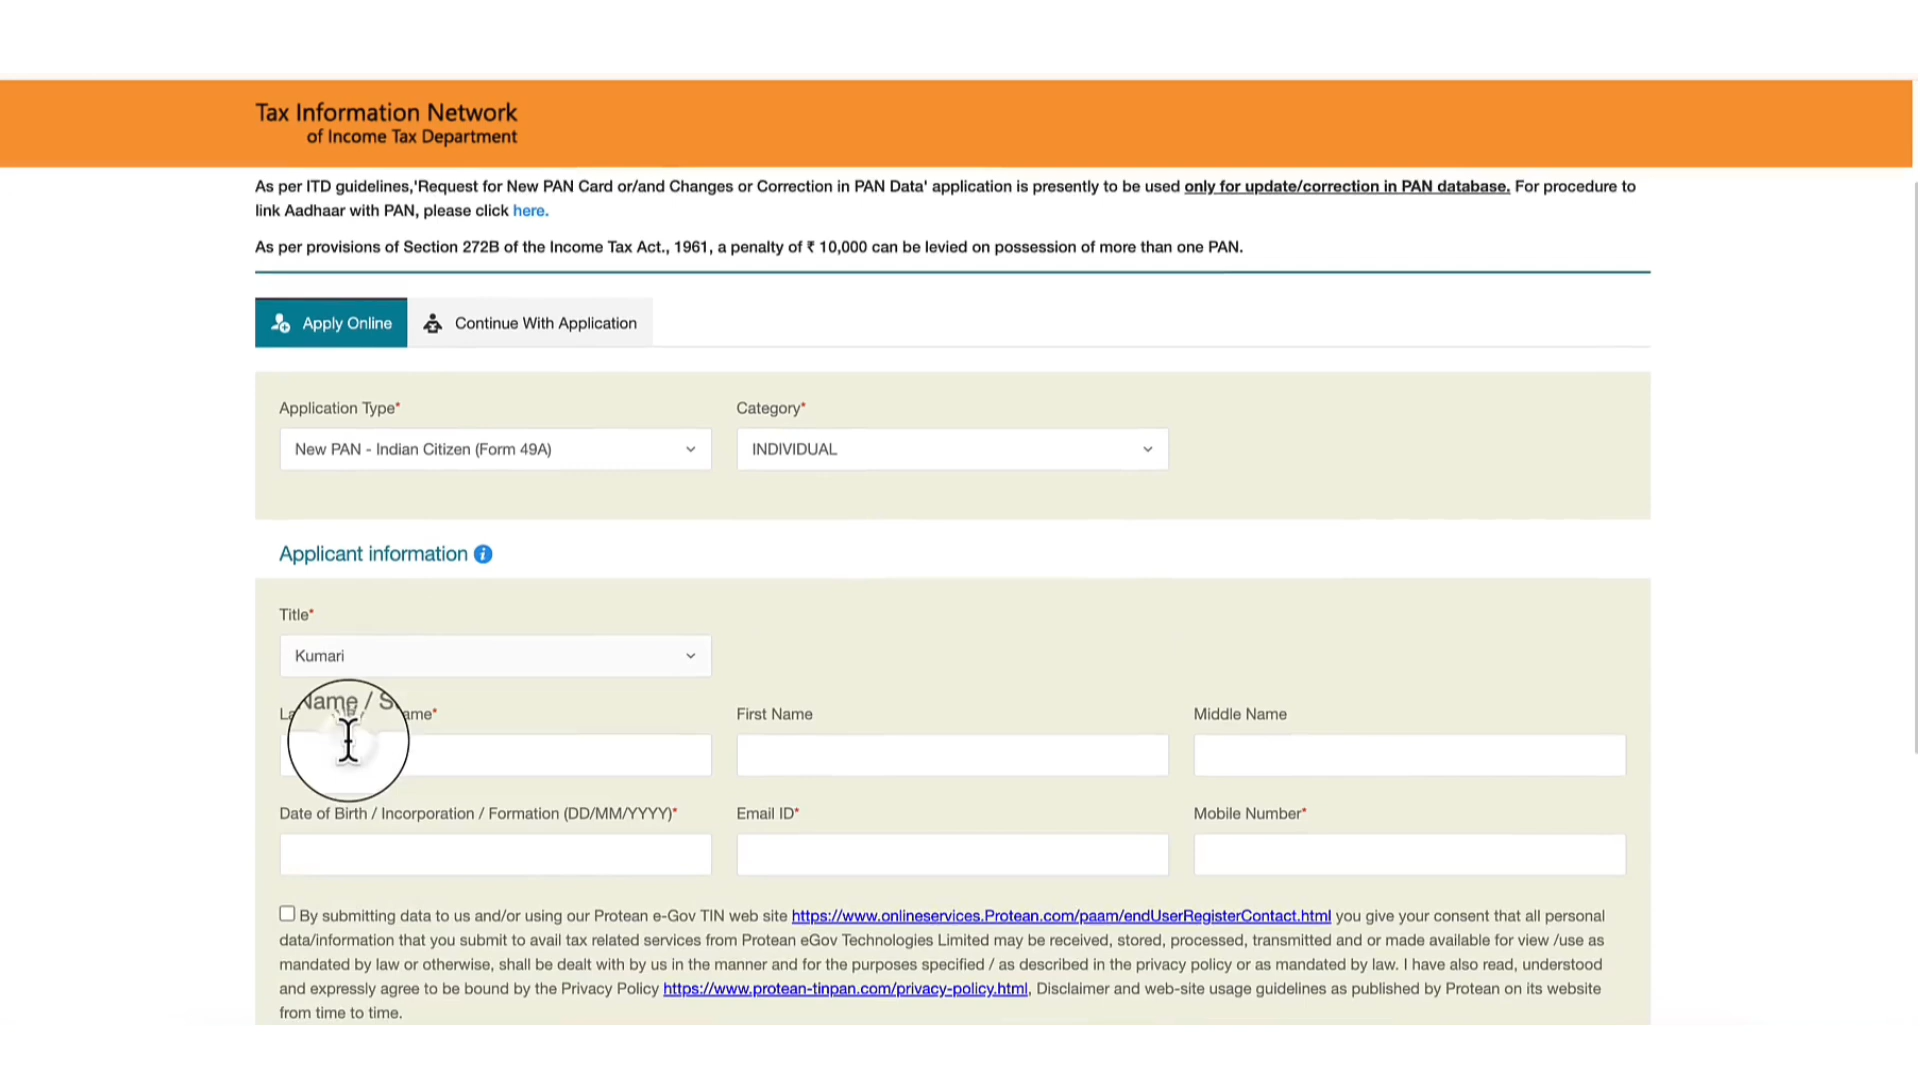 Tax Information Network
of Income Tax Department
As per ITD guidelines,'Request for New PAN Card or/and Changes or Correction in PAN Data' application is presently to be used only for update/correction in PAN database. For procedure to
link Aadhaar with PAN, please click here.
As per provisions of Section 272B of the Income Tax Act., 1961, a penalty of ₹ 10,000 can be levied on possession of more than one PAN.
Apply Online Continue With Application
Application Type* Category*
New PAN - Indian Citizen (Form 49A) INDIVIDUAL
Applicant information
Title*
Kumari
Name / First Name Middle Name
Date of Birth / Incorporation / Formation (DD/MM/YYYY)* Email ID* Mobile Number*
By submitting data to us and/or using our Protean e-Gov TIN web site https://www.onlineservices.Protean.com/paam/endUserRegisterContact.html you give your consent that all personal
data/information that you submit to avail tax related services from Protean eGov Technologies Limited may be received, stored, processed, transmitted and or made available for view /use as
mandated by law or otherwise, shall be dealt with by us in the manner and for the purposes specified / as described in the privacy policy or as mandated by law. I have also read, understood
and expressly agree to be bound by the Privacy Policy https://www.protean-tinpan.com/privacy-policy.html, Disclaimer and web-site usage guidelines as published by Protean on its website
from time to time.